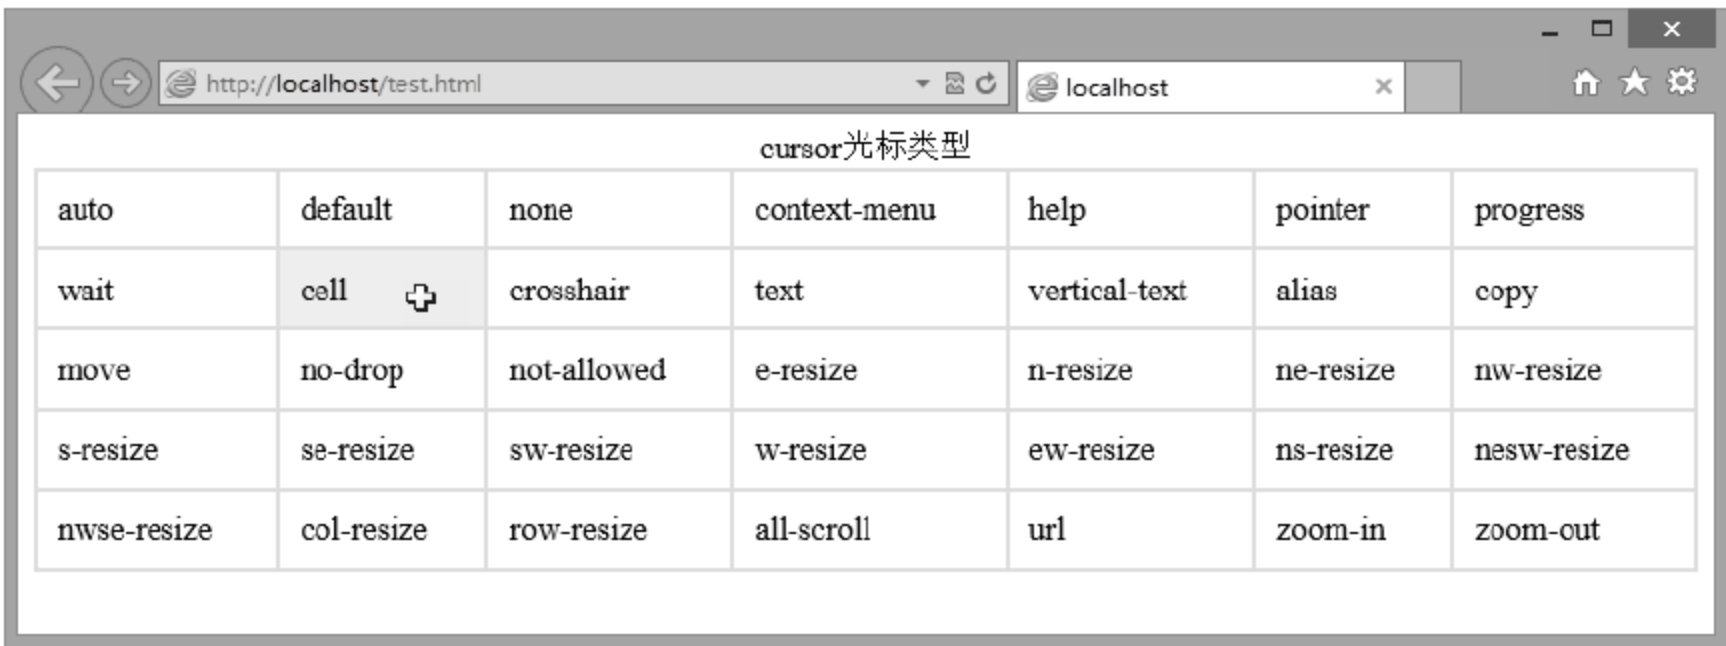 http://localhost/test.html
localhost
cursor光标类型
auto default none context-menu help pointer progress
wait cell crosshair text vertical-text alias copy
move no-drop not-allowed e-resize n-resize ne-resize nw-resize
s-resize se-resize sw-resize w-resize ew-resize ns-resize nesw-resize
nwse-resize col-resize row-resize all-scroll url zoom-in zoom-out